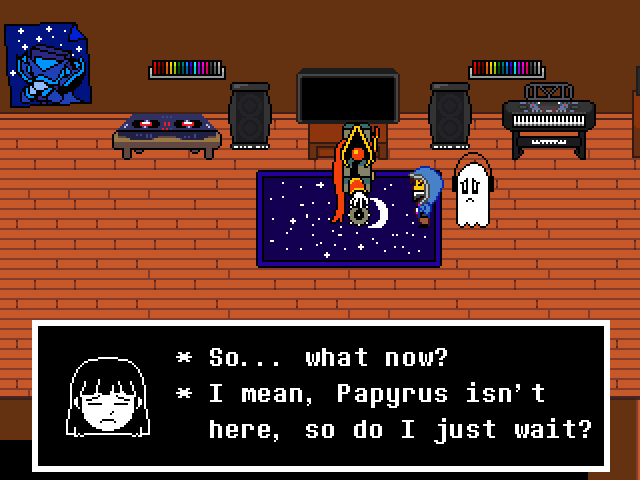 * So... what now?
* I mean, Papyrus isn't
here, so do I just wait?